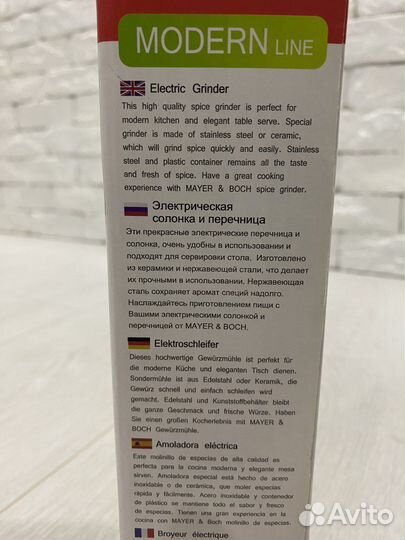 MODERN LINE
Electric Grinder
This high quality spice grinder is perfect for
modern kitchen and elegant table serve. Special
grinder is made of stainless steel or ceramic,
which will grind spice quickly and easily. Stainless
steel and plastic container remains all the taste
and fresh of spice. Have a great cooking
experience with MAYER & BOCH spice grinder.
Электрическая
солонка и перечница
Эти прекрасные электрические перечница и
солонка, очень удобны в использовании и
подходят для сервировки стола. Изготовлено
из керамики и нержавеющей стали, что делает
их прочными в использовании. Нержавеющая
сталь сохраняет аромат специй надолго.
Наслаждайтесь приготовлением пищи с
Вашими электрическими солонкой и
перечницей от MAYER & BOCH.
Elektroschleifer
Dieses hochwertige Gewürzmühle ist perfekt für
die moderne Küche und eleganten Tisch dienen.
Sondermühle ist aus Edelstahl oder Keramik, die
Gewürz schnell und einfach schleifen wird
gemacht. Edelstahl und Kunststoffbehälter bleibt
die ganze Geschmack und frische Würze. Haben
Sie einen großen Kocherlebnis mit MAYER &
BOCH Gewürzmühle.
Amoladora eléctrica
Este molinillo de especias de alta calidad es
perfecta para la cocina moderna y elegante mesa
sirven. Amoladora especial está hecho de acero
inoxidable o de cerámica, que moler especias
rápida y fácilmente. Acero inoxidable y contenedor
de plástico se mantiene todo el sabor y fresco
de especias. Tienen una gran experiencia en la
cocina con MAYER & Boch molinillo de especias.
Broyeur électrique
Avito